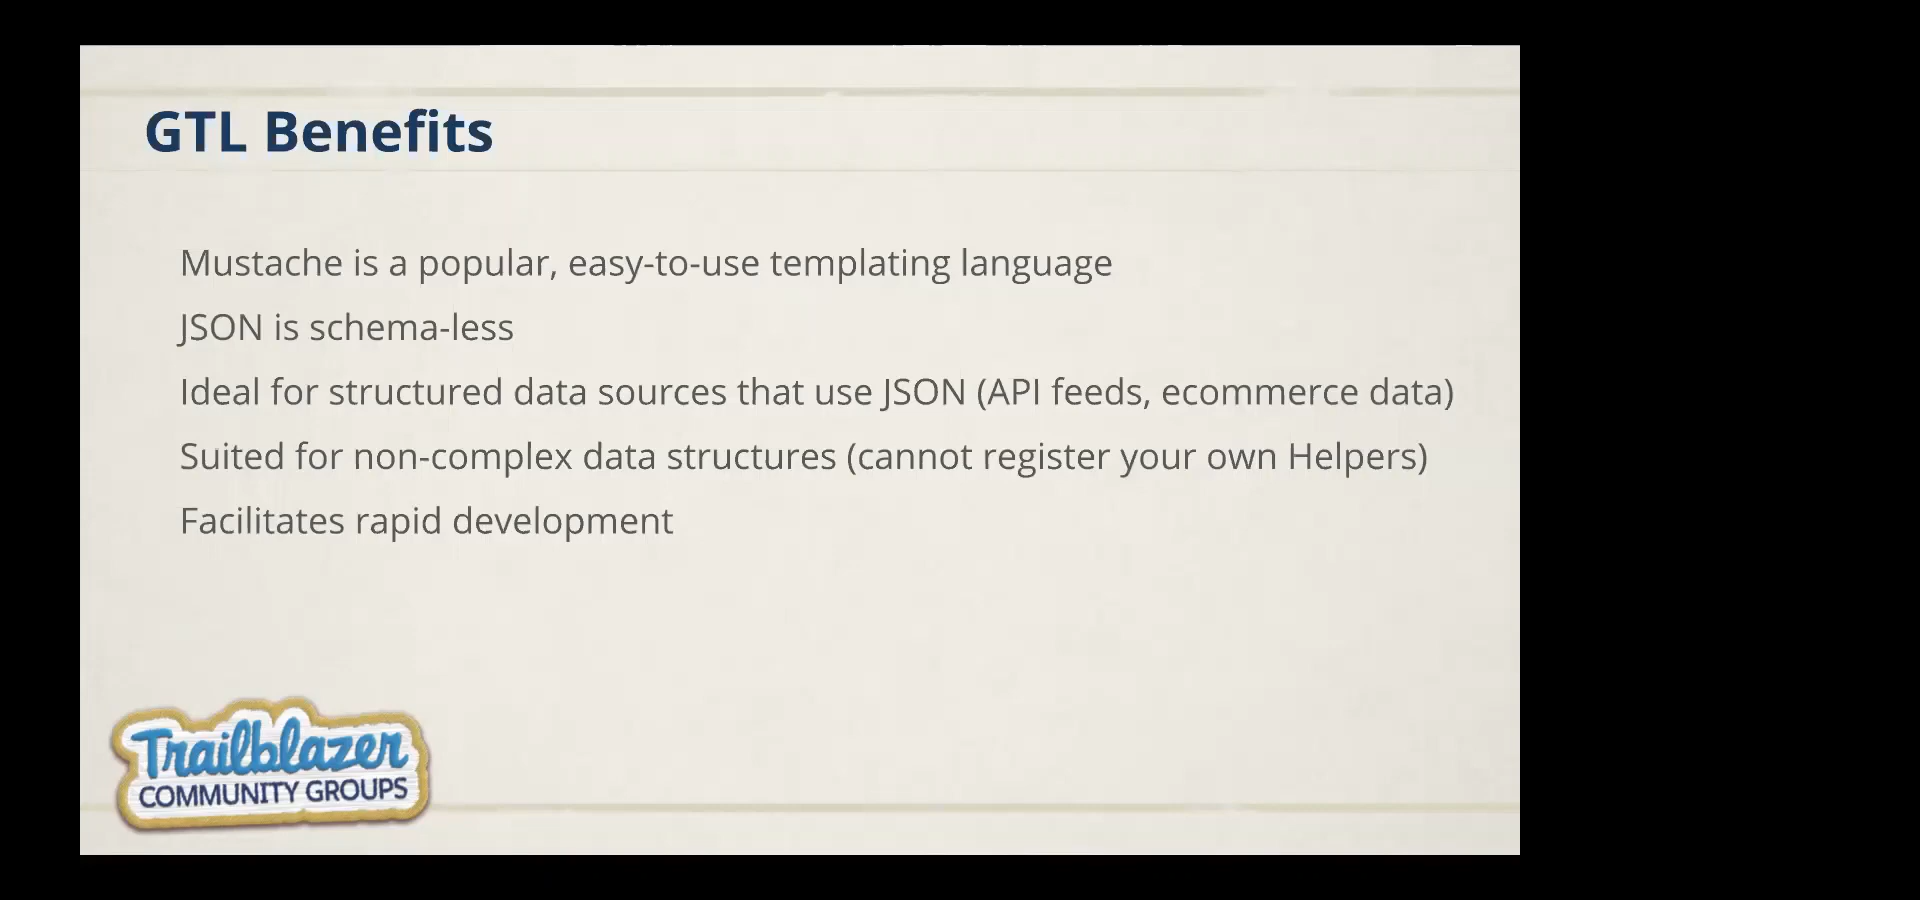 GTL Benefits
Mustache is a popular, easy-to-use templating language
JSON is schema-less
Ideal for structured data sources that use JSON (API feeds, ecommerce data)
Suited for non-complex data structures (cannot register your own Helpers)
Facilitates rapid development
Trailblazer
COMMUNITY GROUPS